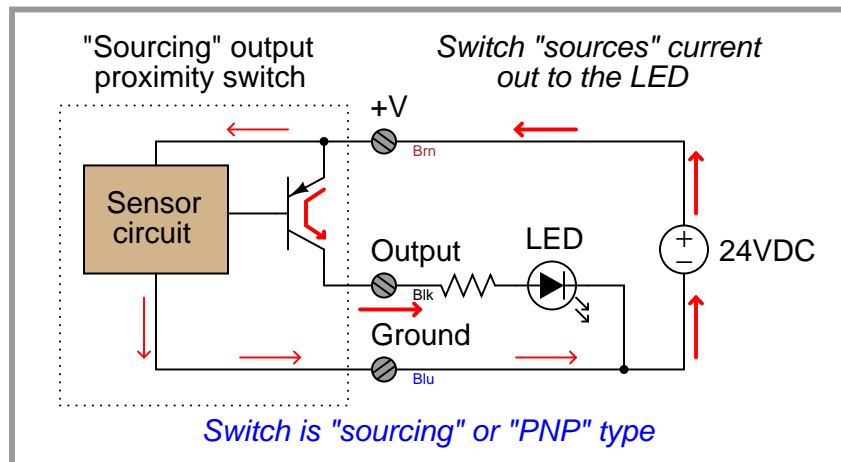 "Sourcing" output
proximity switch
Switch "sources" current
out to the LED
+V
Brn
Sensor
circuit
Output
Blk
LED
+
−
24VDC
Ground
Blu
Switch is "sourcing" or "PNP" type